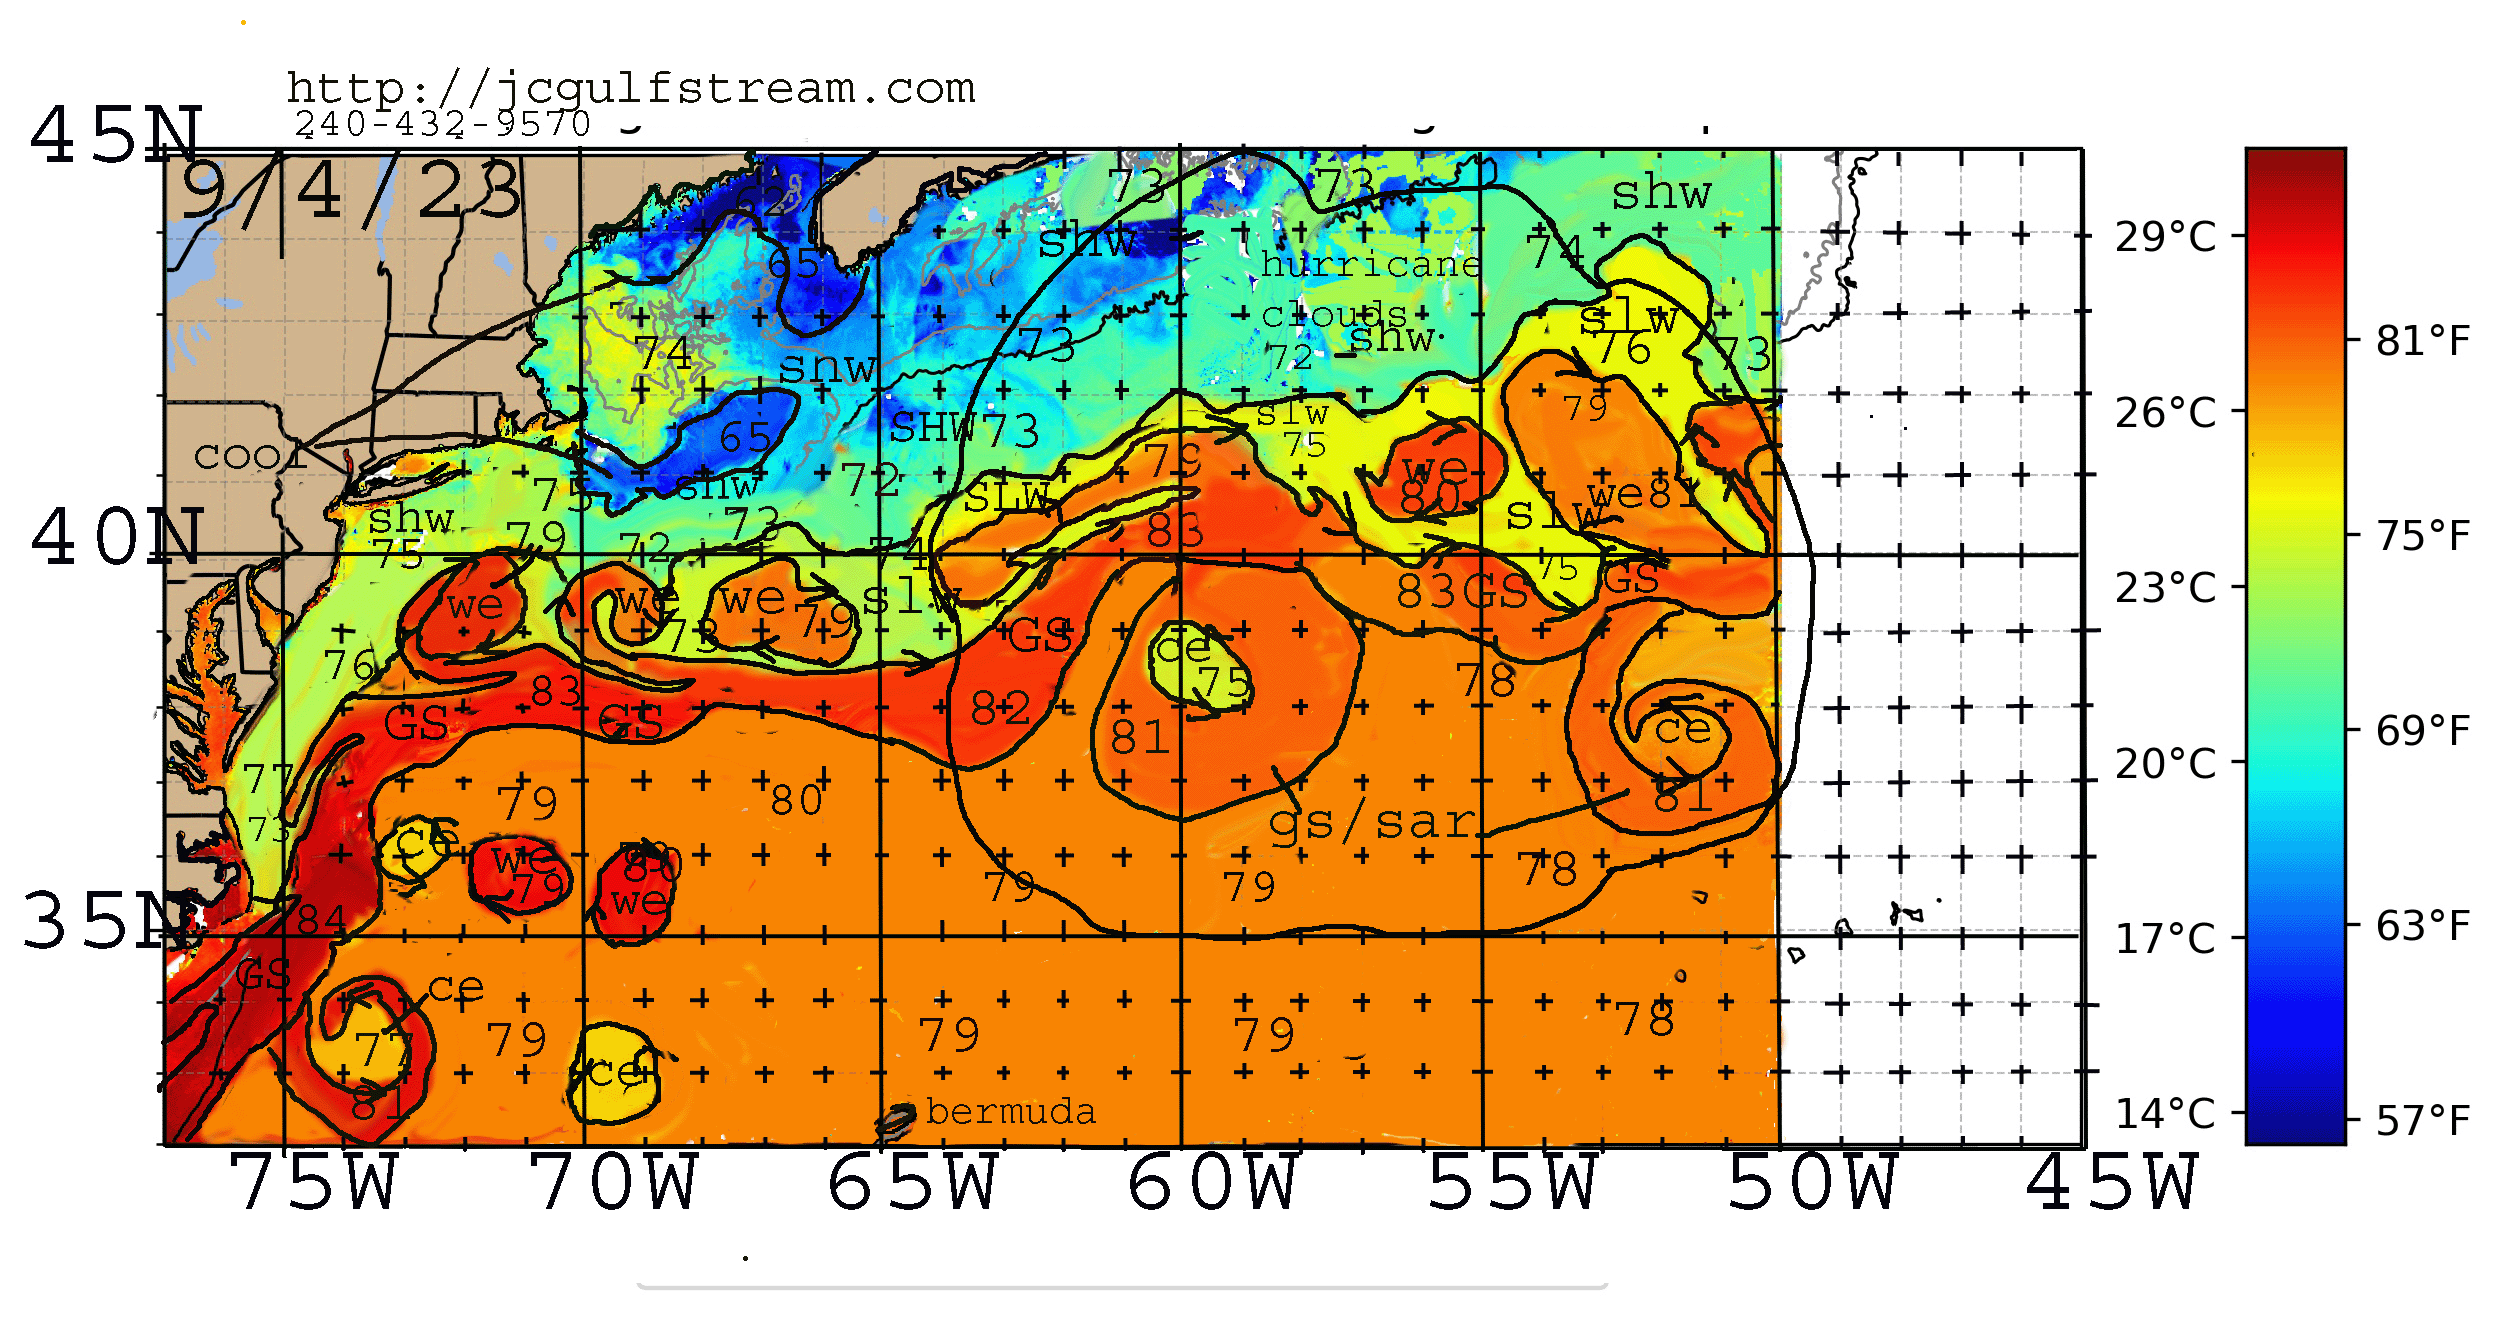 http://jcgulfstream.com
240-432-9570
45N
9/4/23
62
73
73
shw
29°C
65
shw
hurricane
74
clouds
slw
74
73
shw
72
shw
76
73
81°F
26°C
65
SHW
73
slw
75
79
cool
shw
72
79
we
80
we81
SLW
75
shw
73
83
slw
75°F
40N
75
79
72
74
75
GS
23°C
we
we
we
79
slw
83GS
73
GS
ce
75
76
83
78
69°F
GS
GS
82
81
ce
20°C
77
79
80
gs/sar
81
73
ce
we
79
80
we
79
79
78
63°F
35N
84
17°C
GS
ce
77
79
79
79
78
ce
81
bermuda
14°C
57°F
75W
70W
65W
60W
55W
50W
45W